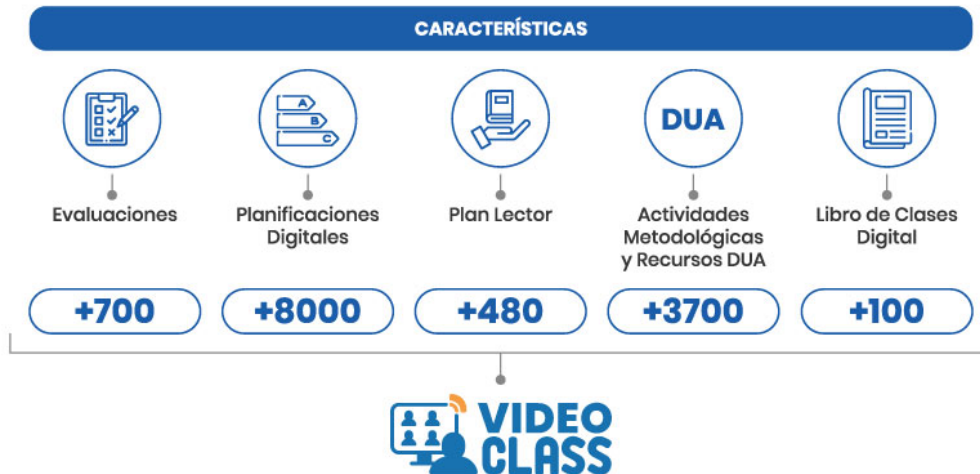 CARACTERÍSTICAS
A
B
C
DUA
Evaluaciones
Planificaciones
Digitales
Plan Lector
Actividades
Metodológicas
y Recursos DUA
Libro de Clases
Digital
+700
+8000
+480
+3700
+100
VIDEO
CLASS